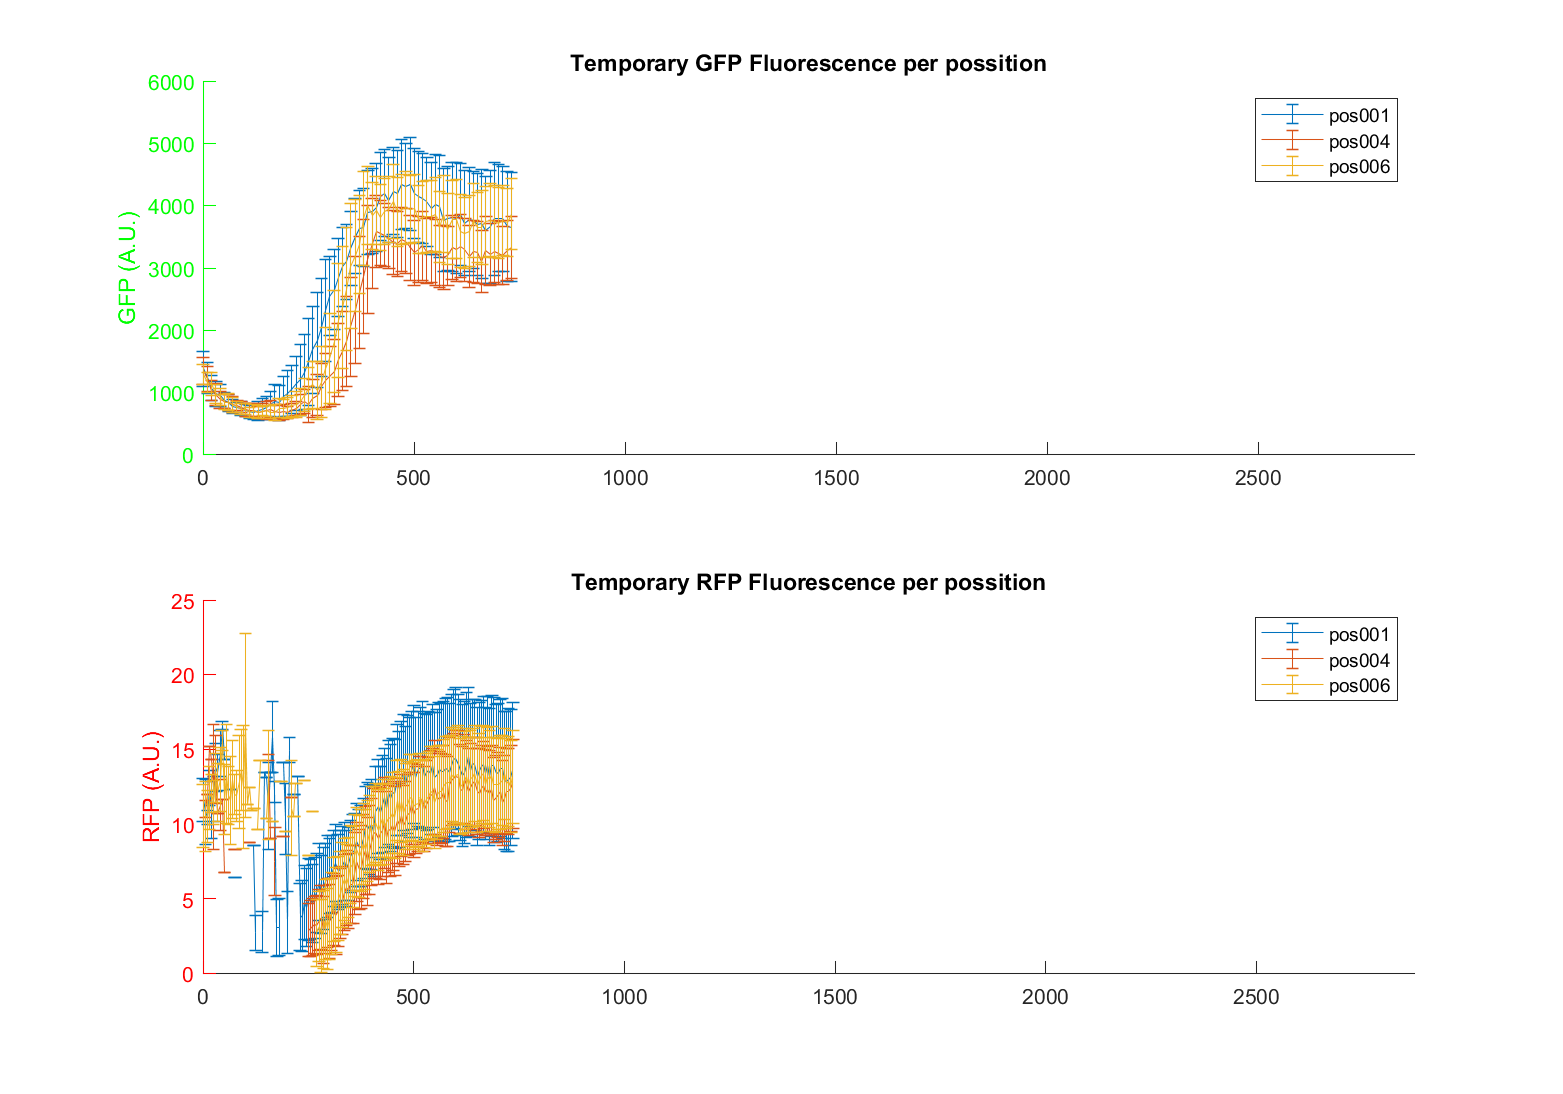 Temporary GFP Fluorescence per possition
6000
5000
4000
3000
2000
1000
0
GFP (A.U.)
pos001
pos004
pos006
0 500 1000 1500 2000 2500
Temporary RFP Fluorescence per possition
25
20
15
10
5
0
RFP (A.U.)
pos001
pos004
pos006
0 500 1000 1500 2000 2500